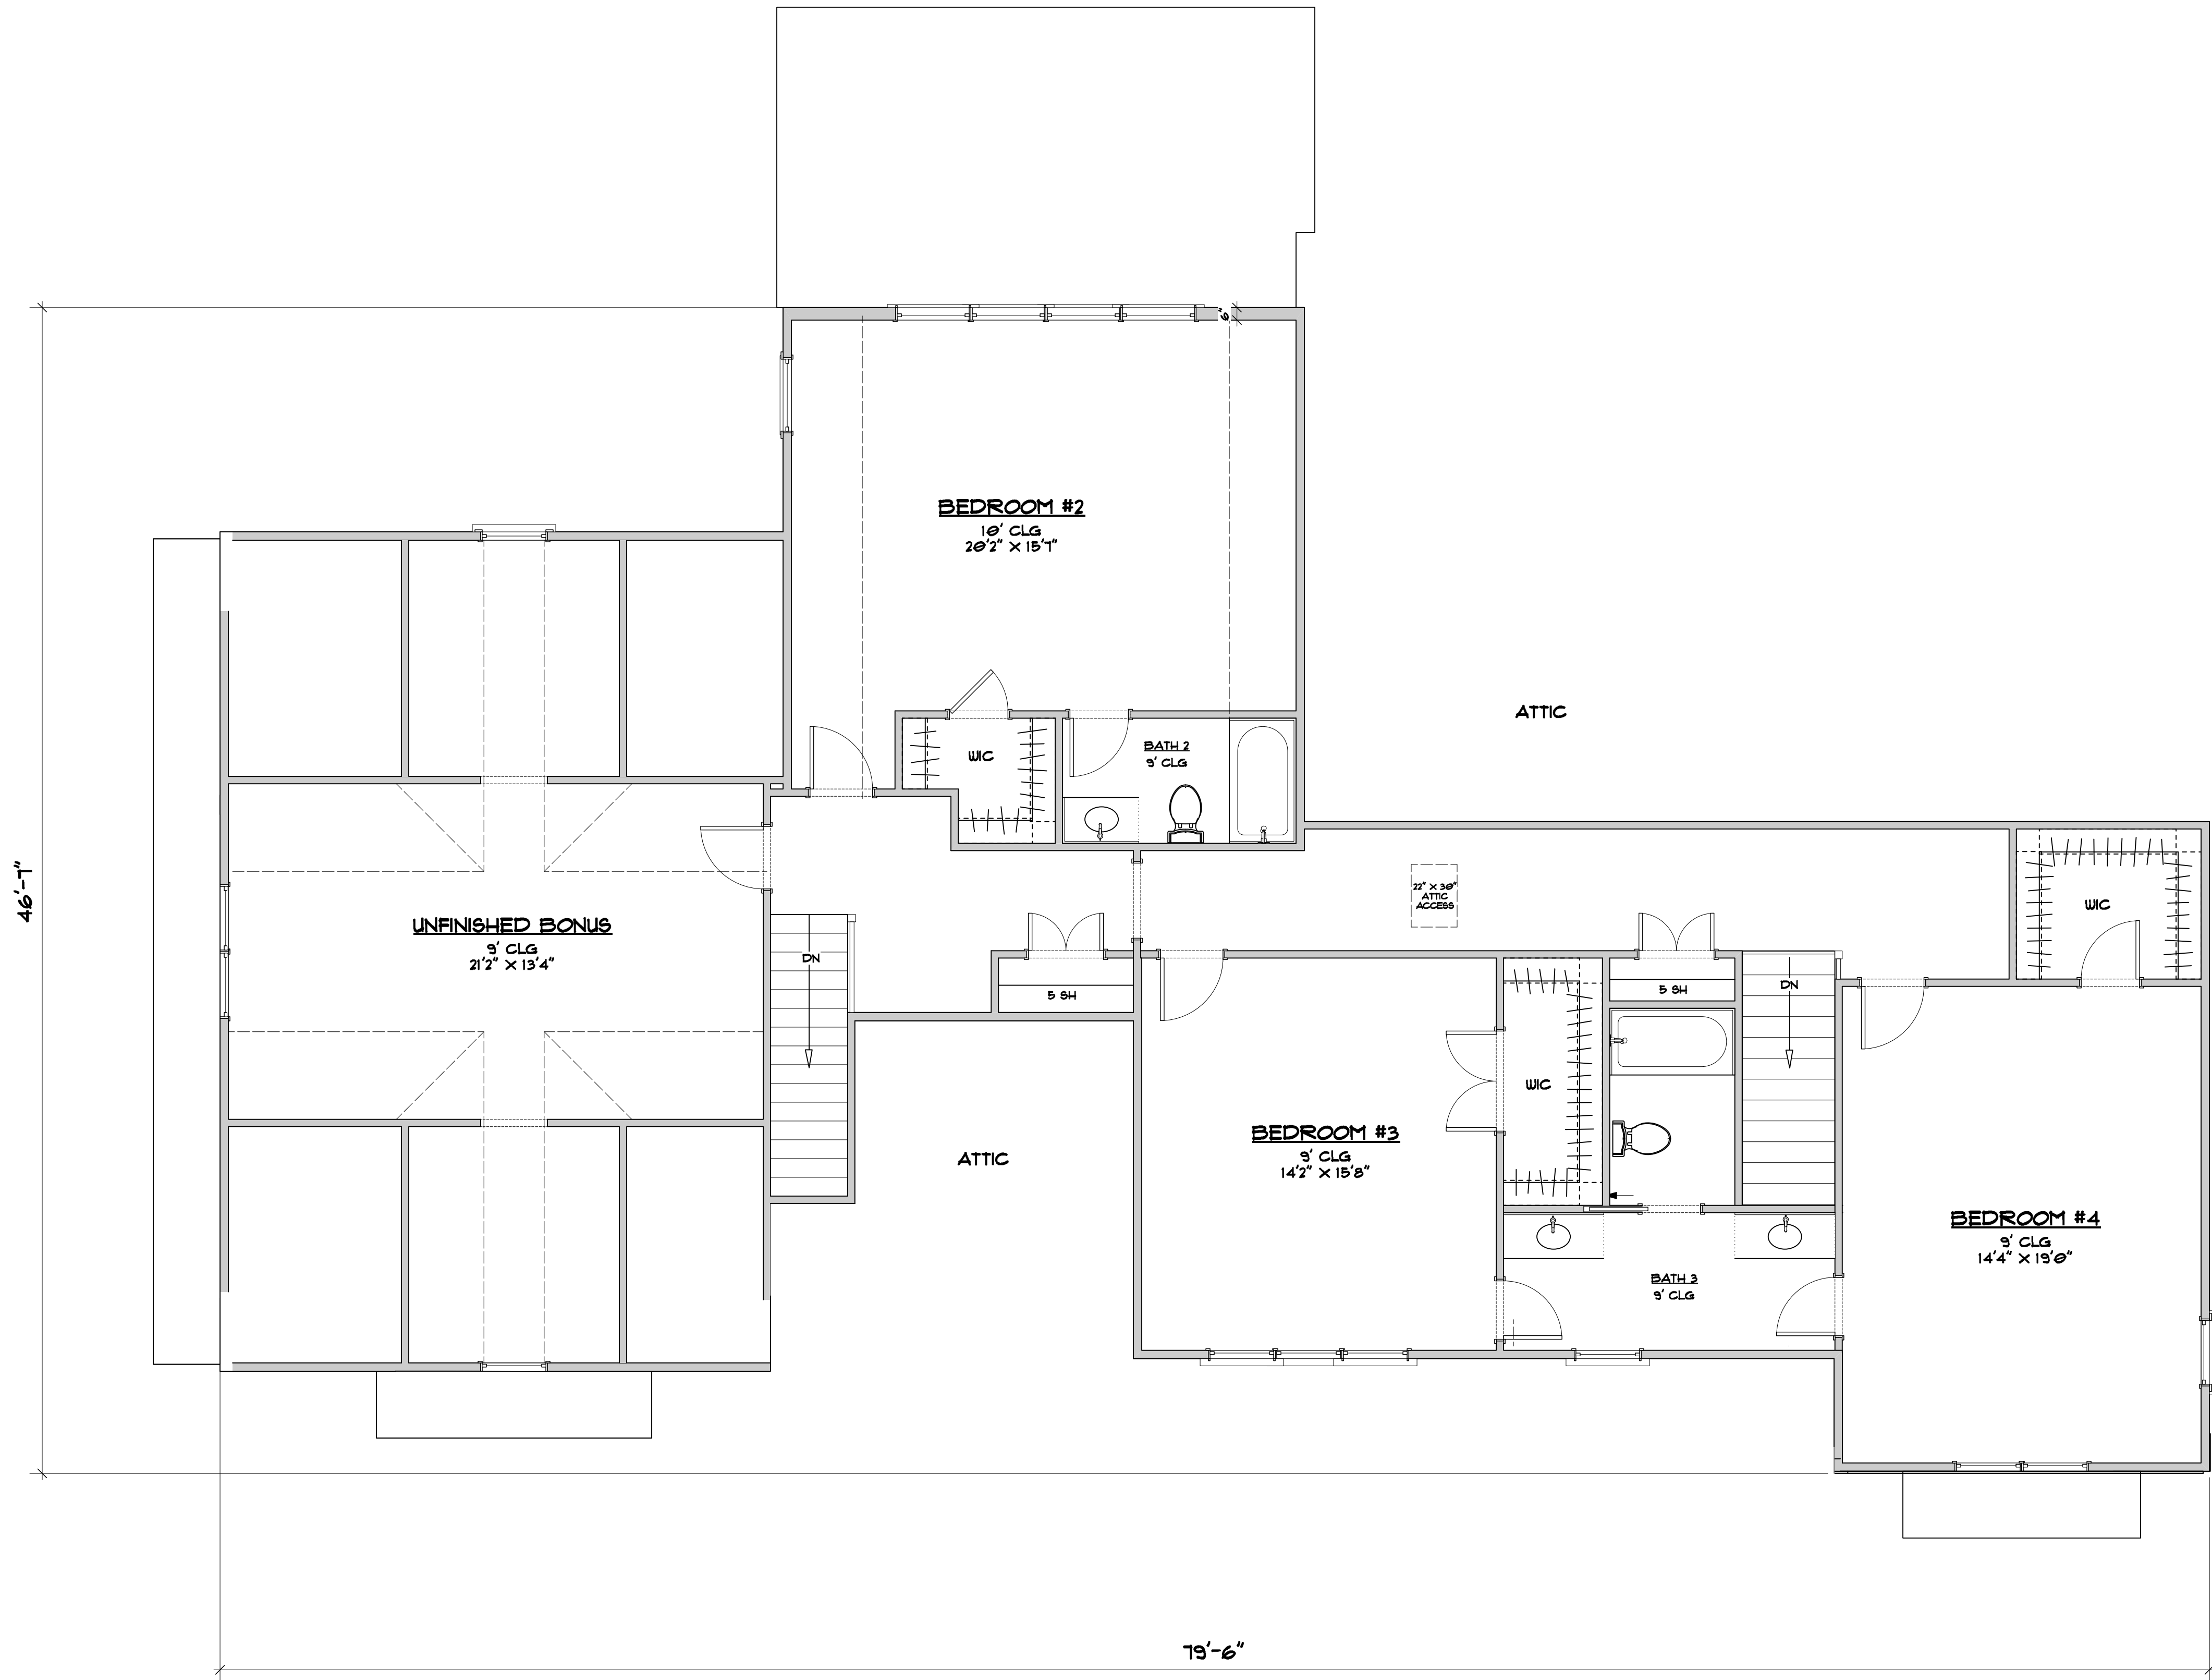 6"
BEDROOM #2
10' CLG
20'2" X 15'7"
ATTIC
WIC
BATH 2
9' CLG
46'-7"
UNFINISHED BONUS
9' CLG
21'2" X 13'4"
DN
5 SH
22" X 30"
ATTIC
ACCESS
WIC
5 SH
DN
WIC
ATTIC
BEDROOM #3
9' CLG
14'2" X 15'8"
BEDROOM #4
9' CLG
14'4" X 19'0"
BATH 3
9' CLG
79'-6"